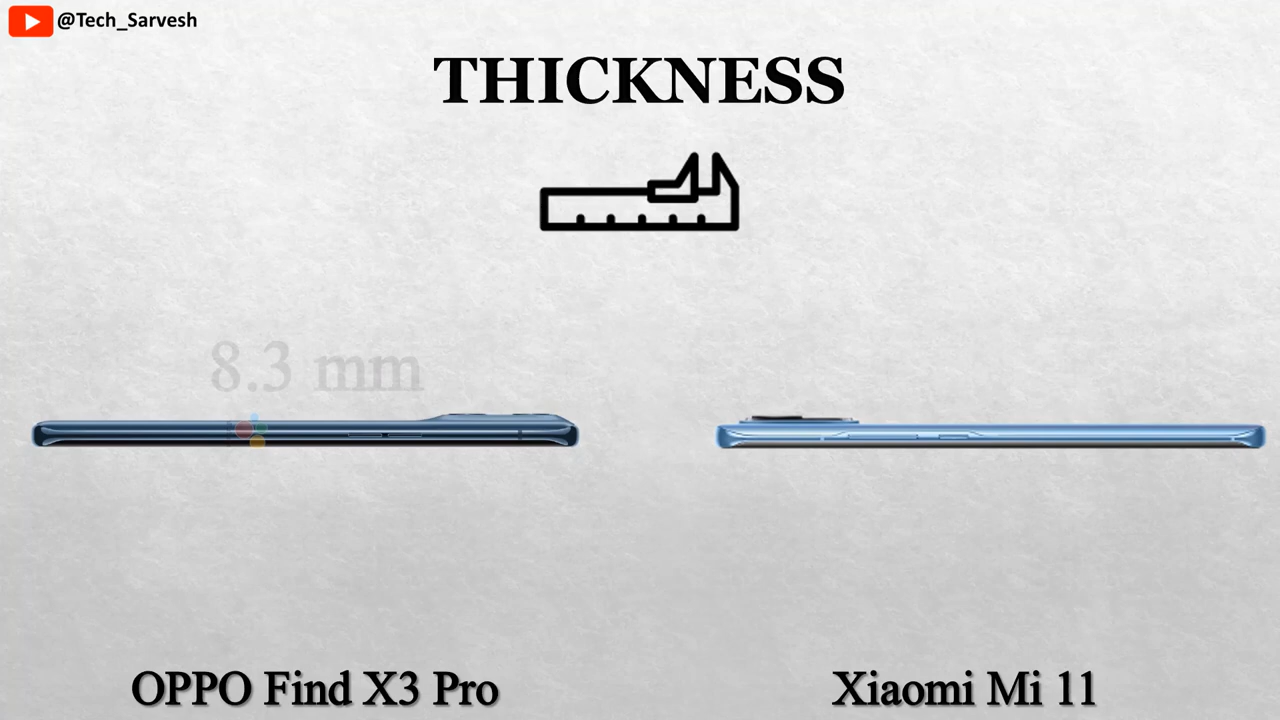 @Tech_Sarvesh
THICKNESS
8.3 mm
OPPO Find X3 Pro
Xiaomi Mi 11